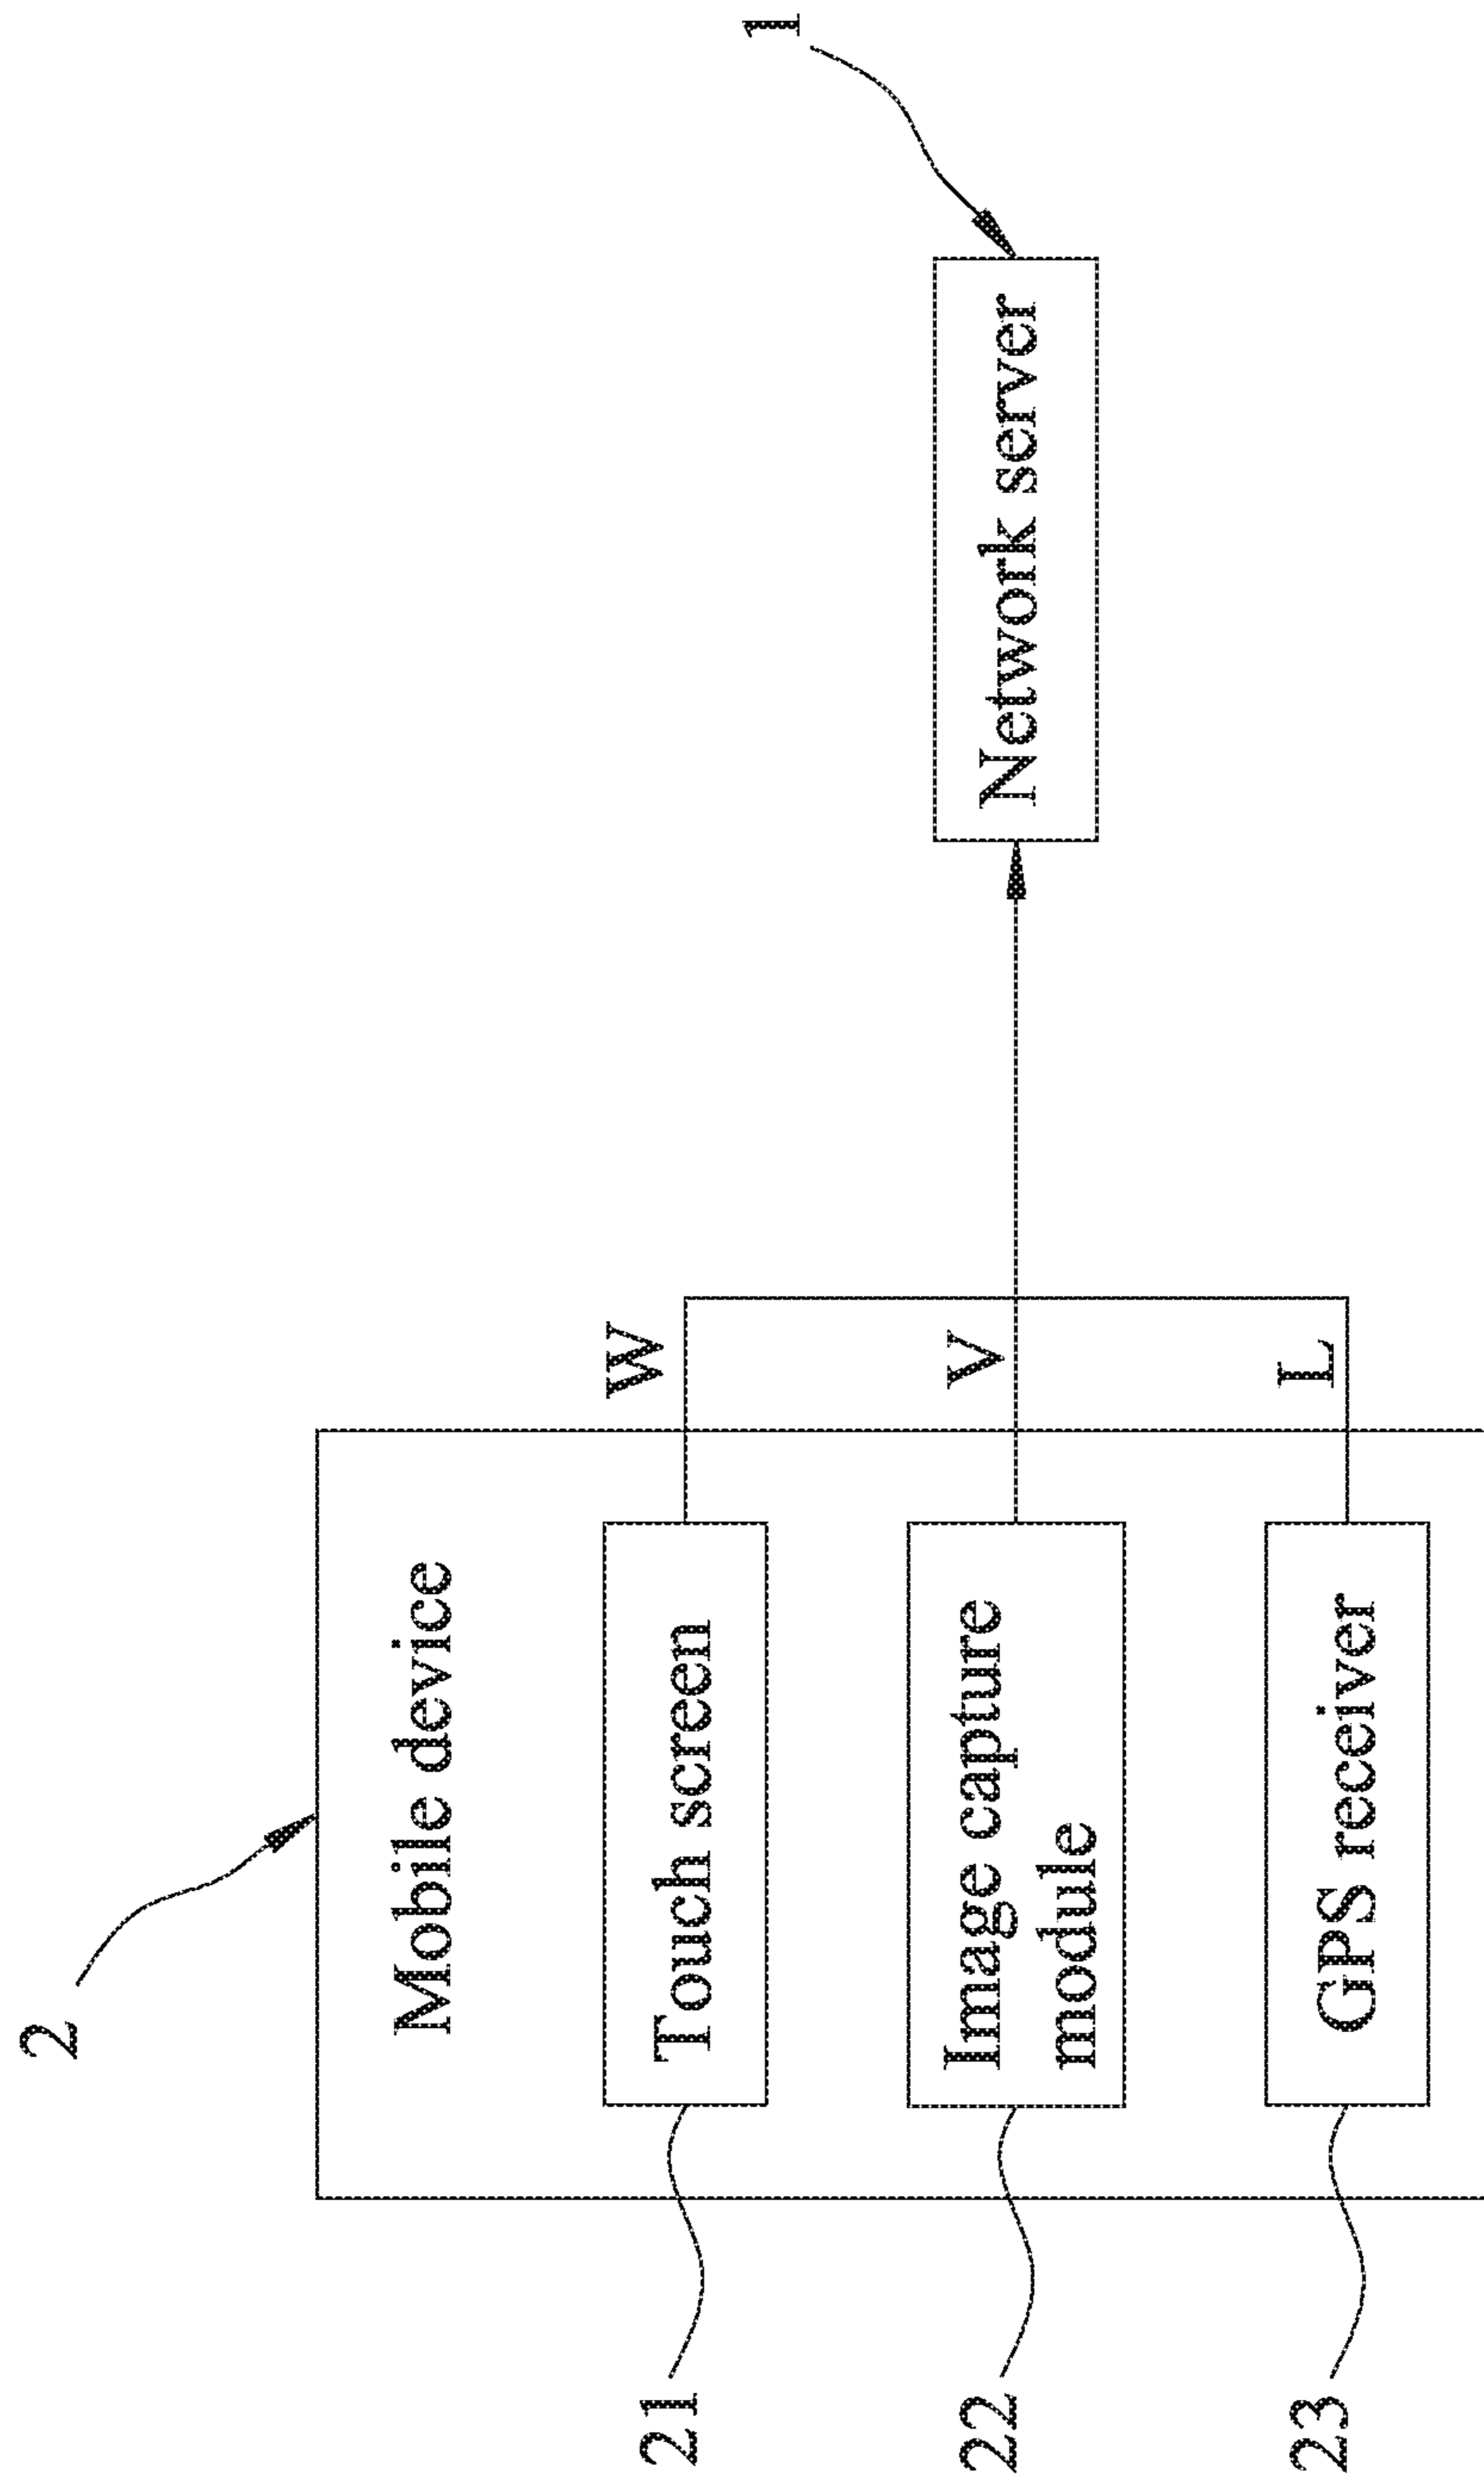 2
Mobile device
21
Touch screen
W
22
Image capture
module
V
23
GPS receiver
L
Network server
1